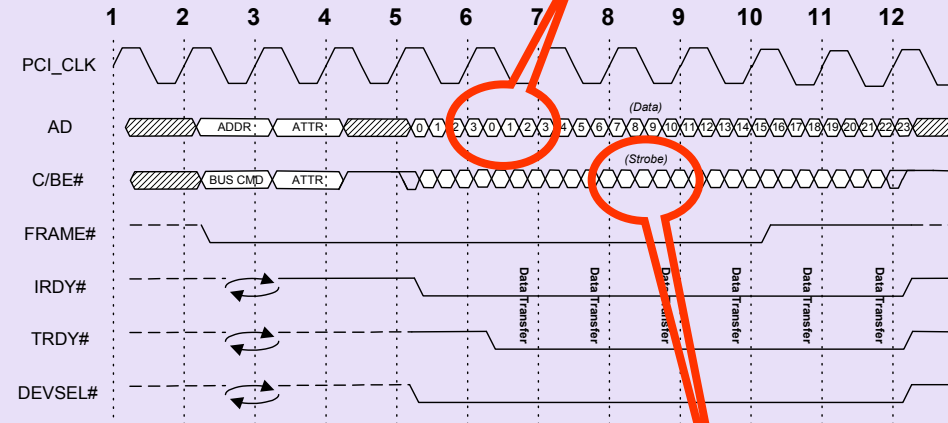 1 2 3 4 5 6 7 8 9 10 11 12
PCI_CLK
(Data)
AD ADDR ATTR 0 1 2 3 0 1 2 3 4 5 6 7 8 9 10 11 12 13 14 15 16 17 18 19 20 21 22 23
(Strobe)
C/BE# BUS CMD ATTR
FRAME#
IRDY#
TRDY#
DEVSEL#
Data Transfer
Data Transfer
Data Transfer
Data Transfer
Data Transfer
Data Transfer